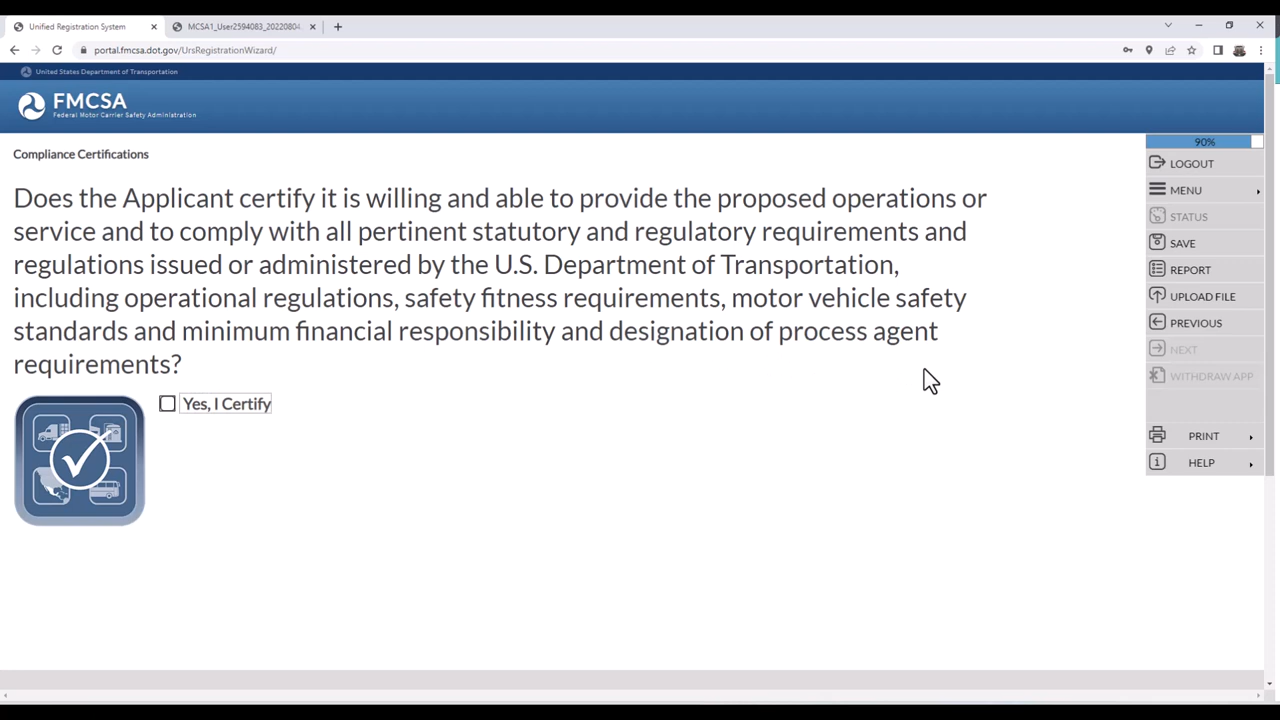 Unified Registration System
MCSA1_User2594083_20220804
portal.fmcsa.dot.gov/UrsRegistrationWizard/
United States Department of Transportation
FMCSA
Federal Motor Carrier Safety Administration
Compliance Certifications
Does the Applicant certify it is willing and able to provide the proposed operations or
service and to comply with all pertinent statutory and regulatory requirements and
regulations issued or administered by the U.S. Department of Transportation,
including operational regulations, safety fitness requirements, motor vehicle safety
standards and minimum financial responsibility and designation of process agent
requirements?
Yes, I Certify
90%
LOGOUT
MENU
STATUS
SAVE
REPORT
UPLOAD FILE
PREVIOUS
NEXT
WITHDRAW APP
PRINT
HELP